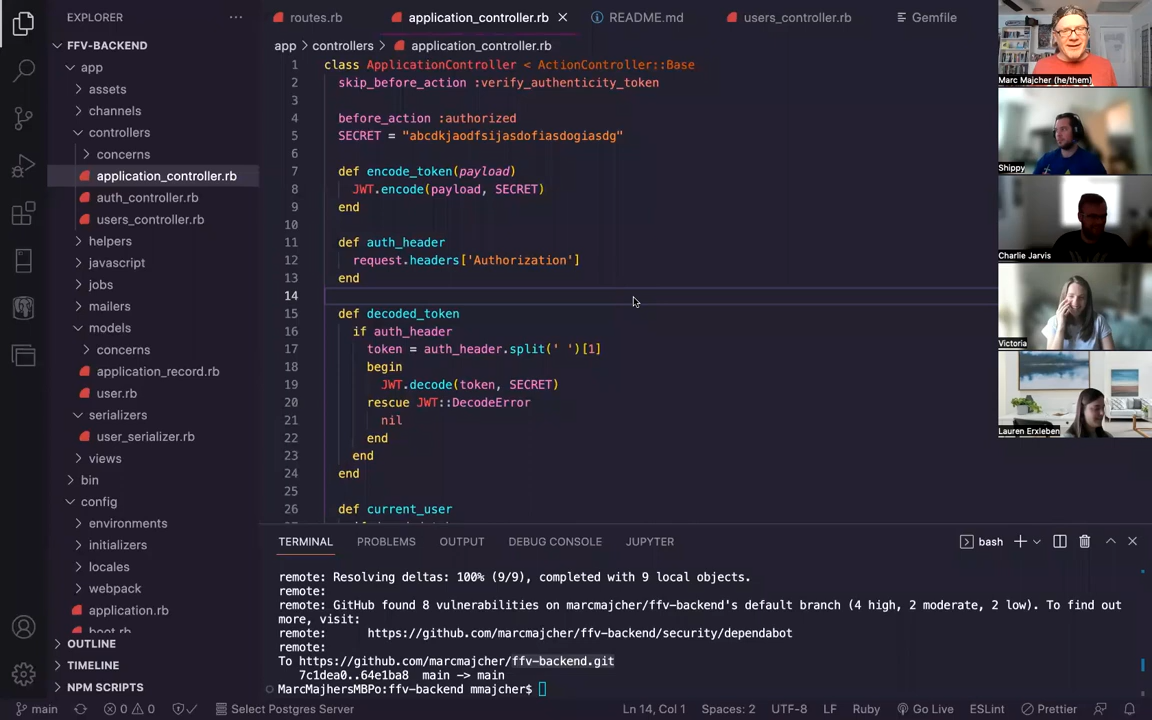 EXPLORER
routes.rb
application_controller.rb
README.md
users_controller.rb
Gemfile
FFV-BACKEND
app
assets
channels
controllers
concerns
application_controller.rb
auth_controller.rb
users_controller.rb
helpers
javascript
jobs
mailers
models
concerns
application_record.rb
user.rb
serializers
user_serializer.rb
views
bin
config
environments
initializers
locales
webpack
application.rb
OUTLINE
TIMELINE
NPM SCRIPTS
app > controllers > application_controller.rb
1 class ApplicationController < ActionController::Base
2 skip_before_action :verify_authenticity_token
3
4 before_action :authorized
5 SECRET = "abcdkjaodfsijasdofiasdogiasdg"
6
7 def encode_token(payload)
8 JWT.encode(payload, SECRET)
9 end
10
11 def auth_header
12 request.headers['Authorization']
13 end
14
15 def decoded_token
16 if auth_header
17 token = auth_header.split(' ')[1]
18 begin
19 JWT.decode(token, SECRET)
20 rescue JWT::DecodeError
21 nil
22 end
23 end
24 end
25
26 def current_user
TERMINAL
PROBLEMS
OUTPUT
DEBUG CONSOLE
JUPYTER
bash
remote: Resolving deltas: 100% (9/9), completed with 9 local objects.
remote:
remote: GitHub found 8 vulnerabilities on marcmajcher/ffv-backend's default branch (4 high, 2 moderate, 2 low). To find out
more, visit:
remote: https://github.com/marcmajcher/ffv-backend/security/dependabot
remote:
To https://github.com/marcmajcher/ffv-backend.git
7c1dea0..64e1ba8 main -> main
MarcMajhersMBPo:ffv-backend mmajcher$
main
0
0
Select Postgres Server
Ln 14, Col 1
Spaces: 2
UTF-8
LF
Ruby
Go Live
ESLint
Prettier
Marc Majcher (he/them)
Shippy
Charlie Jarvis
Victoria
Lauren Erxleben